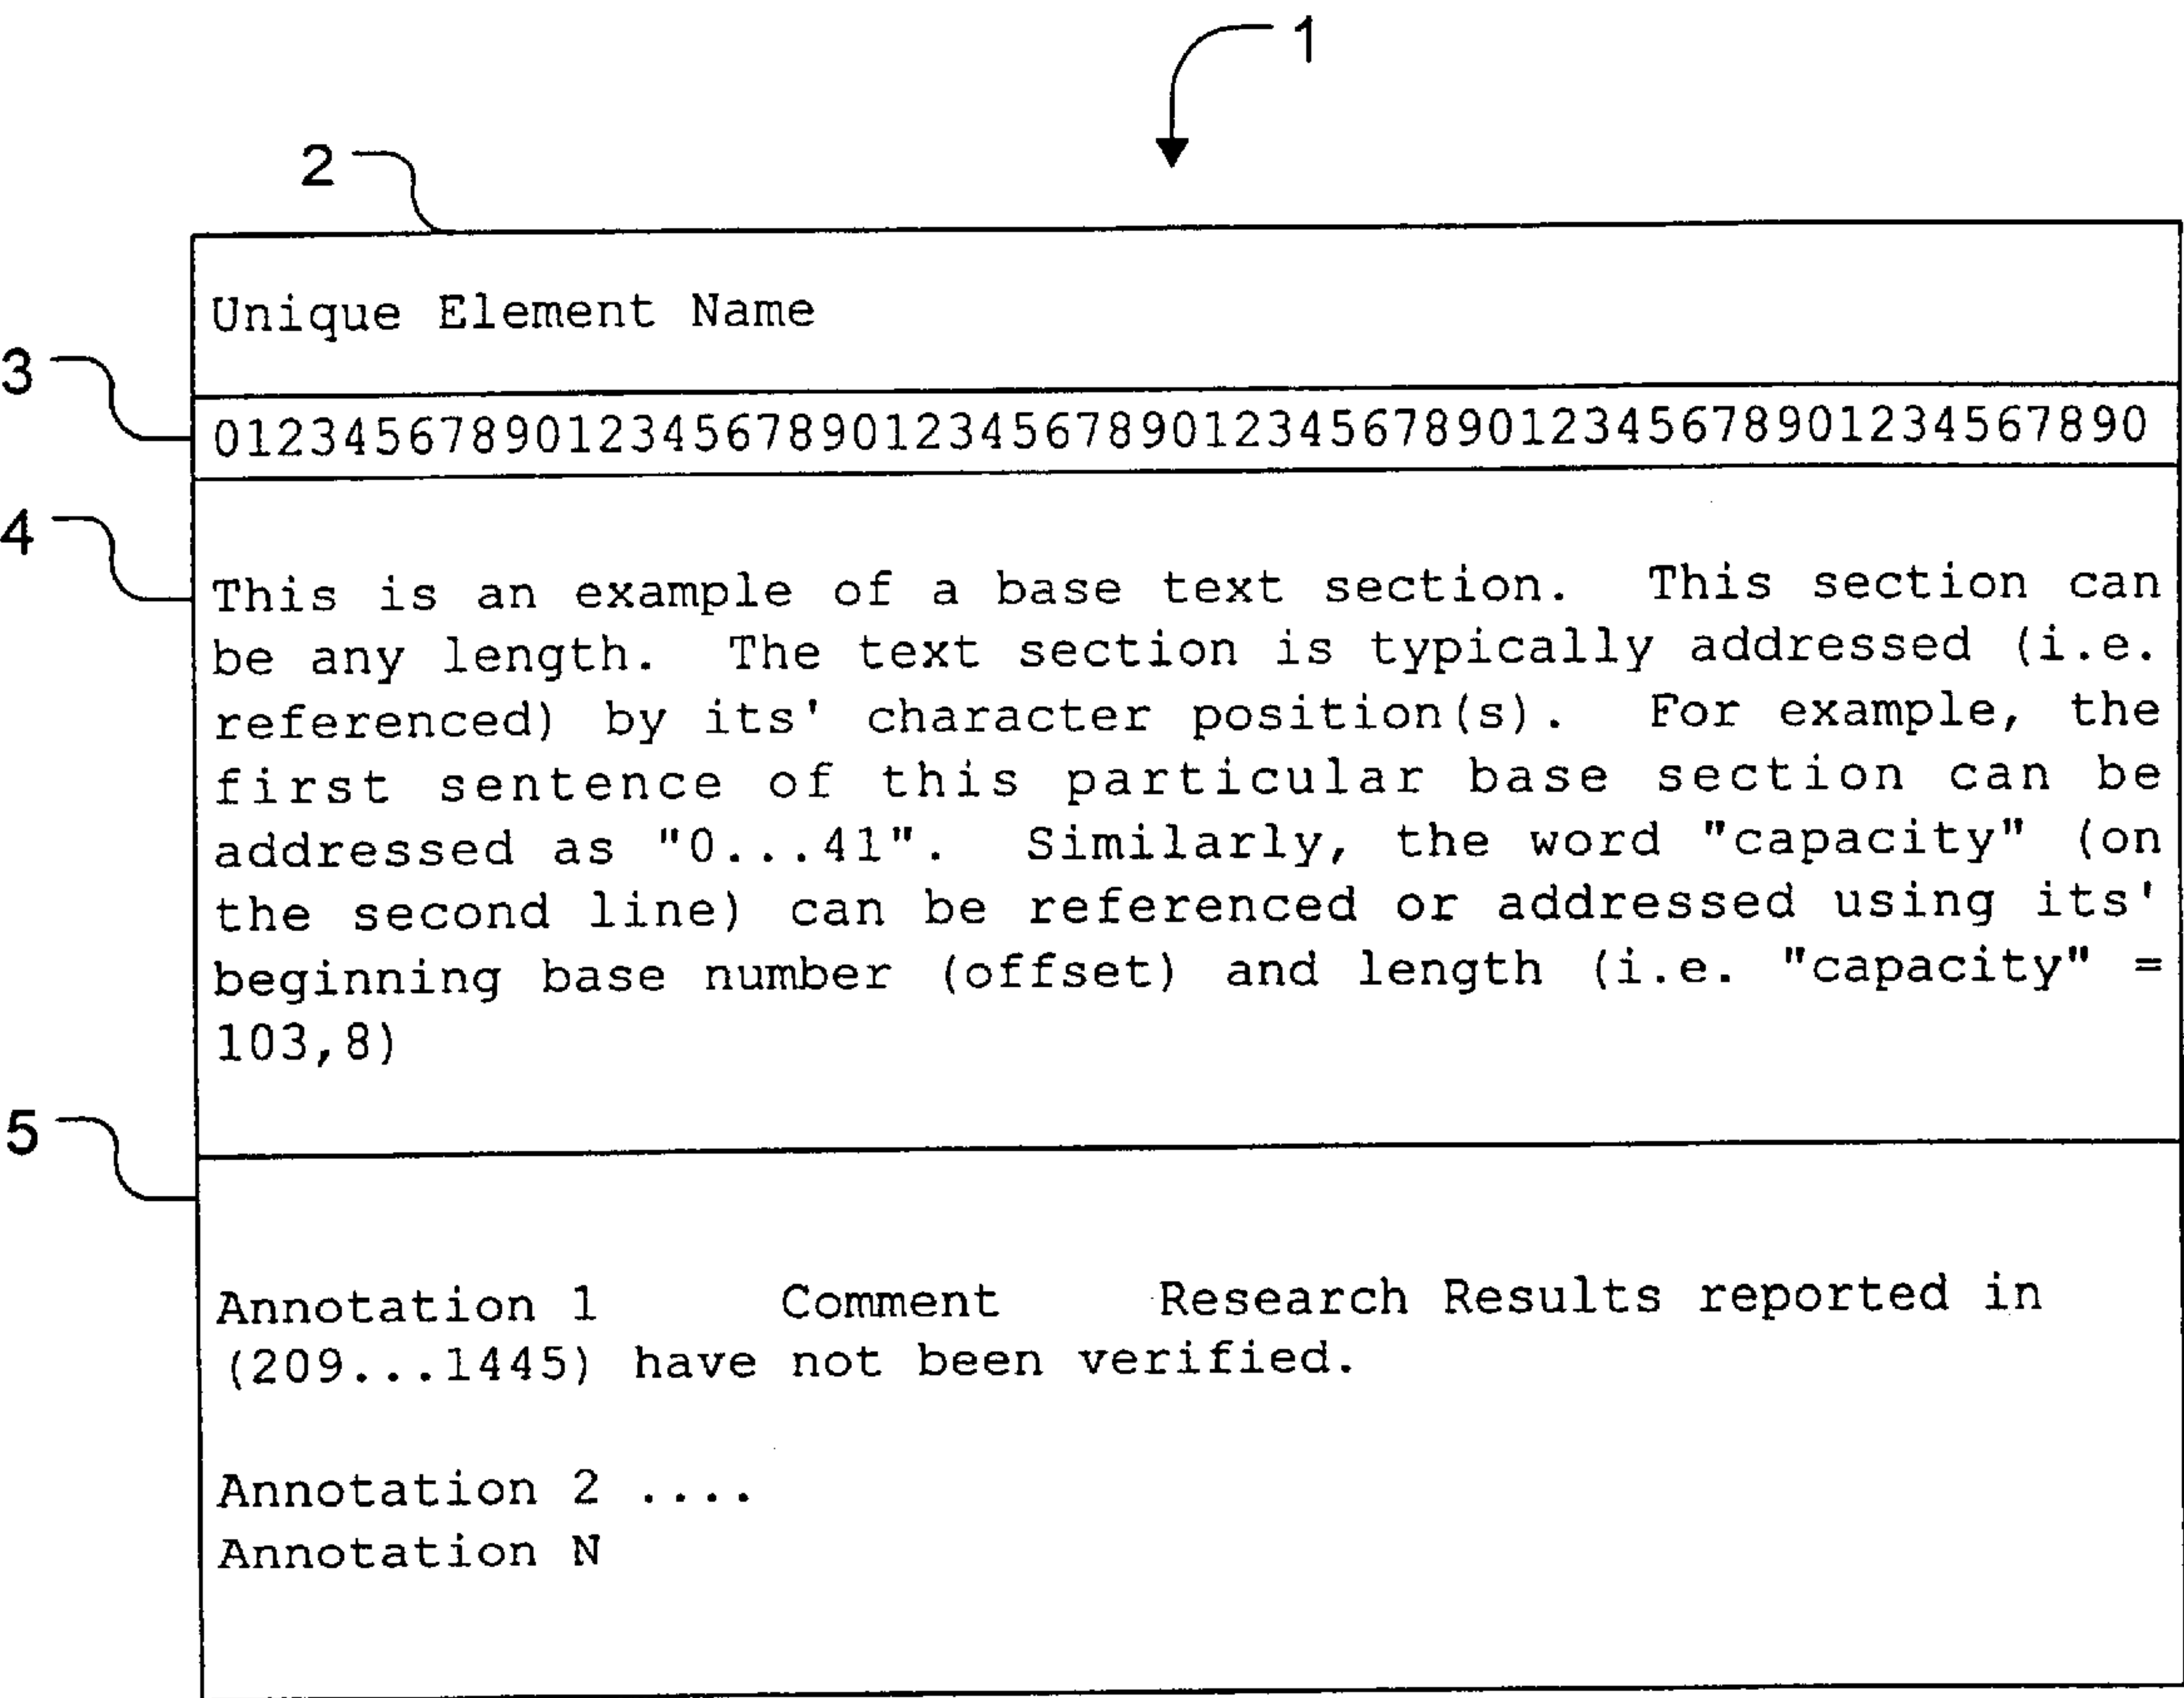 1
2
Unique Element Name
3
0123456789012345678901234567890123456789012345678901234567890
4
This is an example of a base text section.  This section can
be any length.  The text section is typically addressed (i.e.
referenced) by its' character position(s).  For example, the
first sentence of this particular base section can be
addressed as "0...41".  Similarly, the word "capacity" (on
the second line) can be referenced or addressed using its'
beginning base number (offset) and length (i.e. "capacity" =
103,8)
5
Annotation 1 Comment Research Results reported in
(209...1445) have not been verified.
Annotation 2 ....
Annotation N